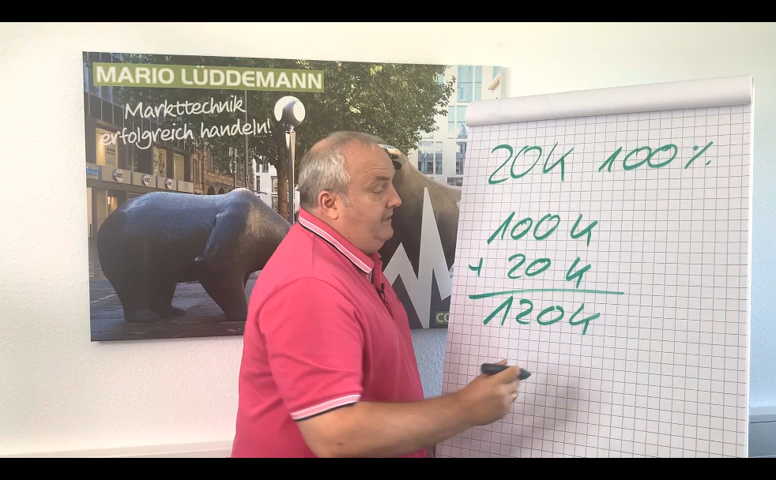 MARIO LÜDDEMANN
Markttechnik
erfolgreich handeln!
20K 100%
100K
+ 20K
120K